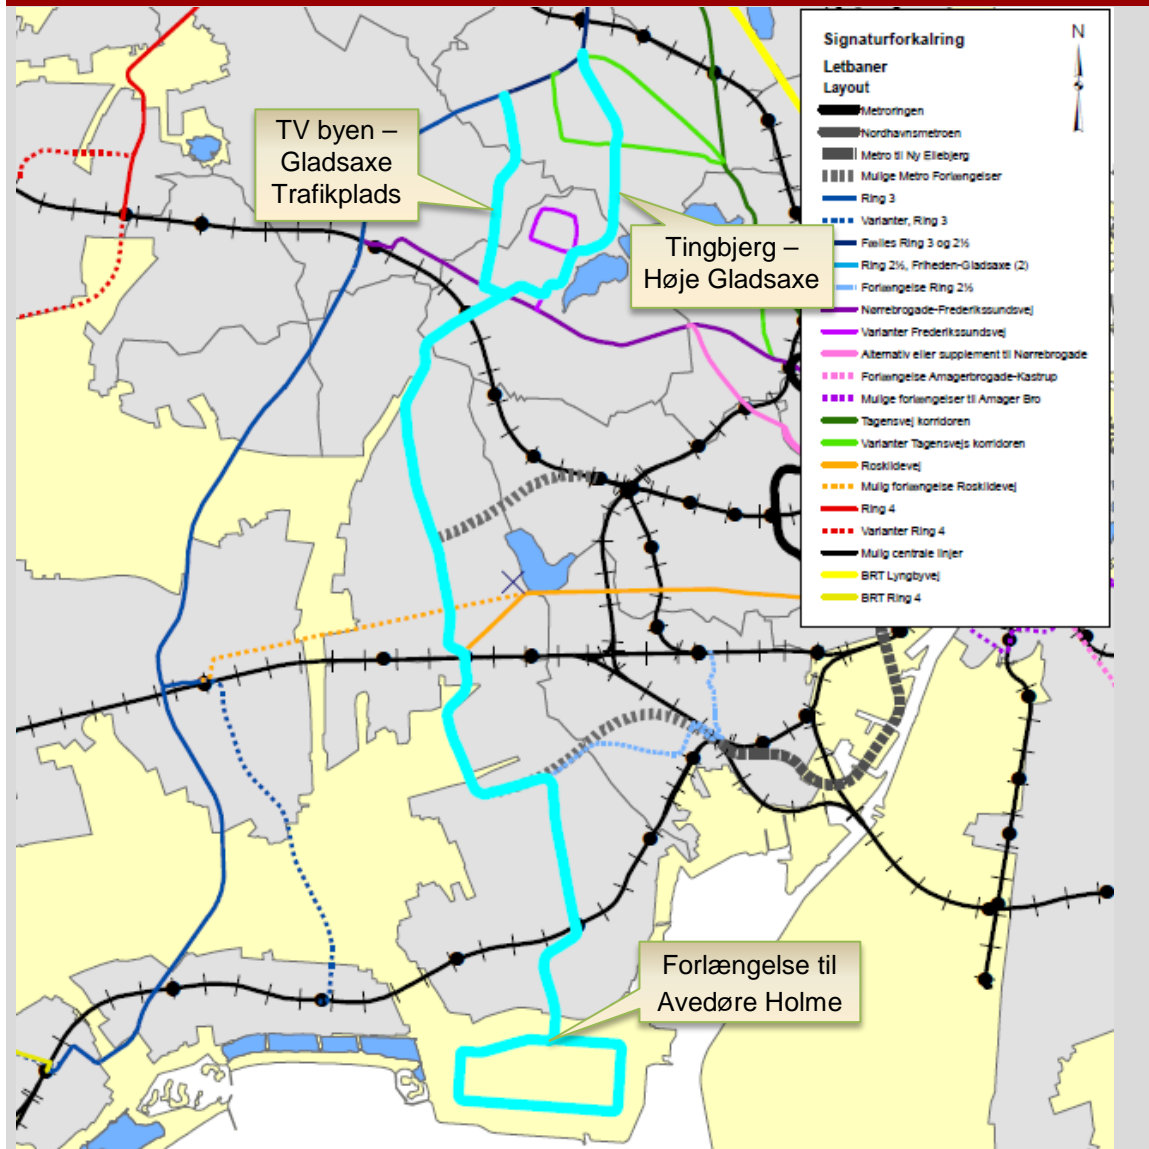 TV byen –
Gladsaxe
Trafikplads
Tingbjerg –
Høje Gladsaxe
Forlængelse til
Avedøre Holme
Signaturforkalring
N
Letbaner
Layout
Metroringen
Nordhavnsmetroen
Metro til Ny Ellebjerg
Mulige Metro Forlængelser
Ring 3
Varianter, Ring 3
Fælles Ring 3 og 2½
Ring 2½, Friheden-Gladsaxe (2)
Forlængelse Ring 2½
Nørrebrogade-Frederikssundsvej
Varianter Frederikssundsvej
Alternativ eller supplement til Nørrebrogade
Forlængelse Amagerbrogade-Kastrup
Mulige forlængelser til Amager Bro
Tagensvej korridoren
Varianter Tagensvejs korridoren
Roskildevej
Mulig forlængelse Roskildevej
Ring 4
Varianter Ring 4
Mulig centrale linjer
BRT Lyngbyvej
BRT Ring 4